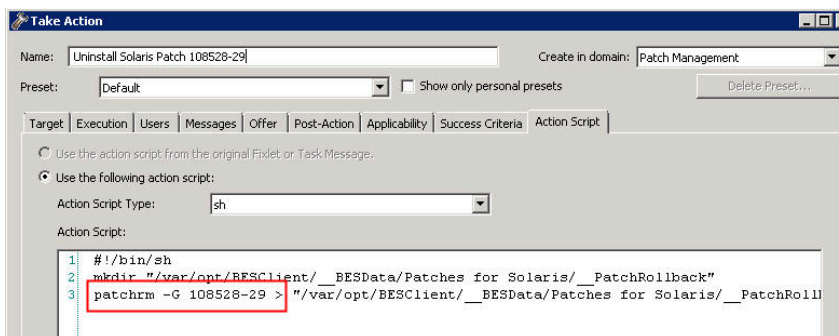 Take Action
Name: Uninstall Solaris Patch 108528-29 Create in domain: Patch Management
Preset: Default Show only personal presets Delete Preset...
Target Execution Users Messages Offer Post-Action Applicability Success Criteria Action Script
Use the action script from the original Fixlet or Task Message.
Use the following action script:
Action Script Type: sh
Action Script:
1 #!/bin/sh
2 mkdir "/var/opt/BESClient/__BESData/Patches for Solaris/__PatchRollback"
3 patchrm -G 108528-29 > "/var/opt/BESClient/__BESData/Patches for Solaris/__PatchRoll